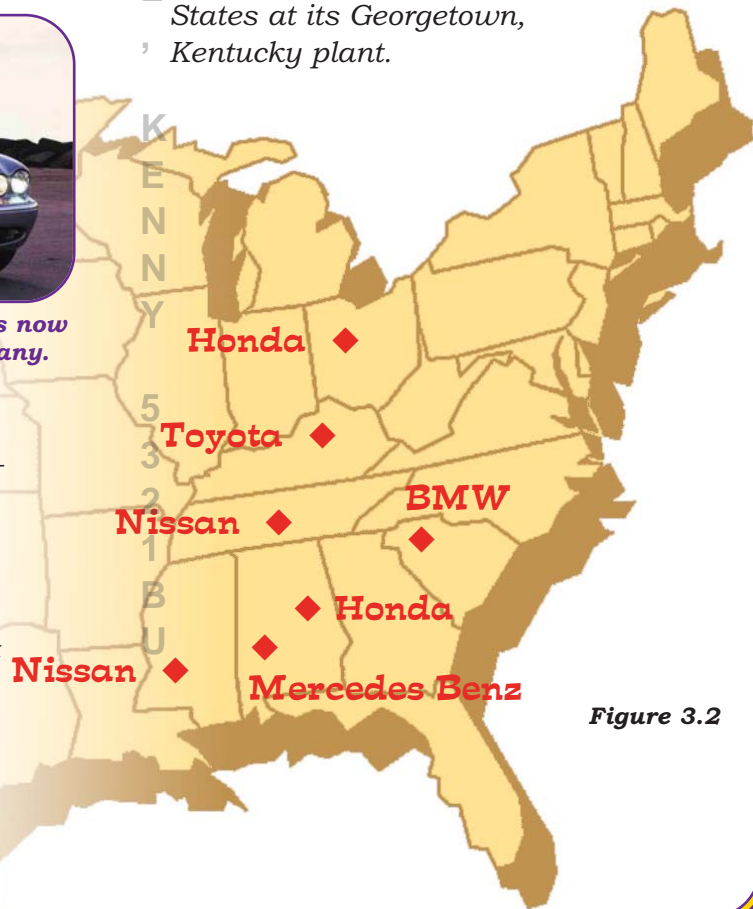 States at its Georgetown,
Kentucky plant.
s now
any.
Honda
Toyota
BMW
Nissan
Honda
Nissan
Mercedes Benz
Figure 3.2
, KENNY 5321BU